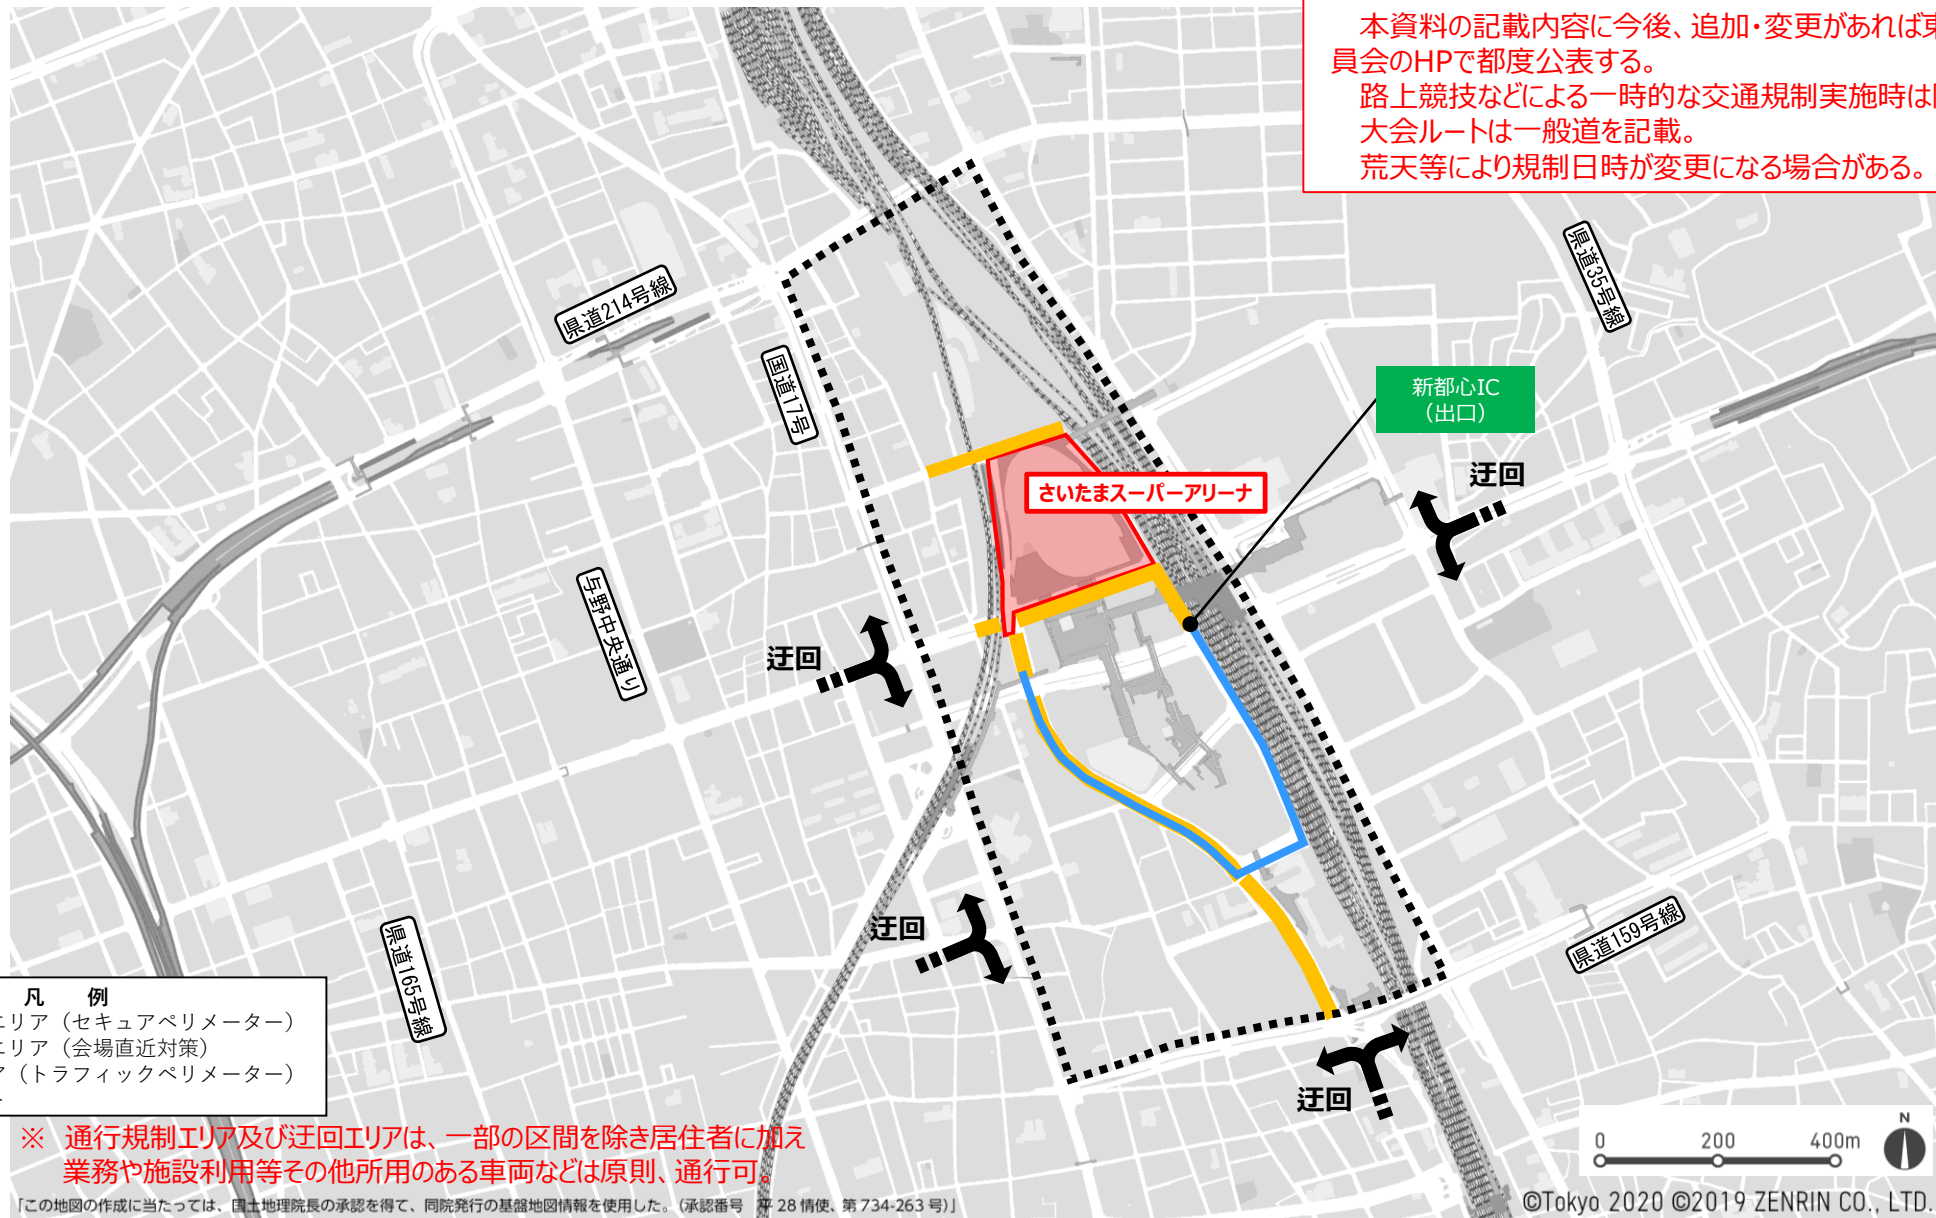 本資料の記載内容に今後、追加・変更があれば東
員会のHPで都度公表する。
路上競技などによる一時的な交通規制実施時は
大会ルートは一般道を記載。
荒天等により規制日時が変更になる場合がある。
県道35号線
県道214号線
国道17号
新都心IC
(出口)
迂回
さいたまスーパーアリーナ
与野中央通り
迂回
迂回
県道165号線
県道159号線
迂回
凡 例
エリア（セキュアペリメーター）
エリア（会場直近対策）
ア（トラフィックペリメーター）
※ 通行規制エリア及び迂回エリアは、一部の区間を除き居住者に加え
業務や施設利用等その他所用のある車両などは原則、通行可。
0 200 400m
N
「この地図の作成に当たっては、国土地理院長の承認を得て、同院発行の基盤地図情報を使用した。（承認番号 平 28 情使、第 734-263 号）」
©Tokyo 2020 ©2019 ZENRIN CO., LTD.